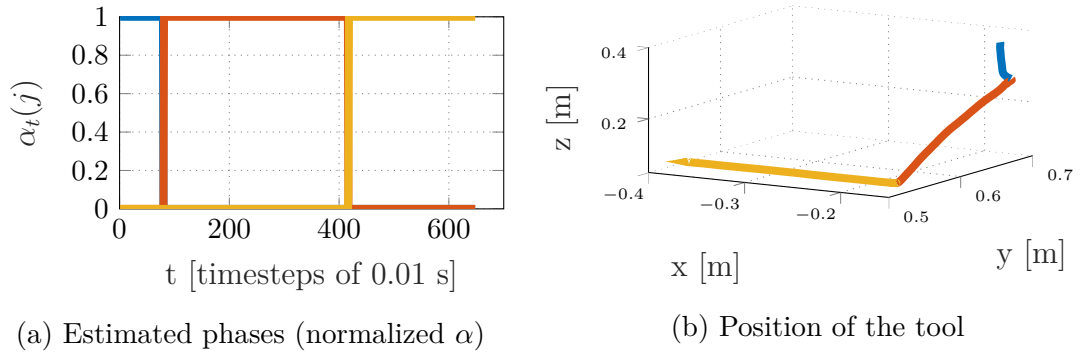 1
0.8
0.6
0.4
0.2
0
α_t(j)
0 200 400 600
t [timesteps of 0.01 s]
(a) Estimated phases (normalized α)
0.4
0.2
z [m]
−0.4
−0.3
−0.2
0.5
0.6
0.7
x [m]
y [m]
(b) Position of the tool